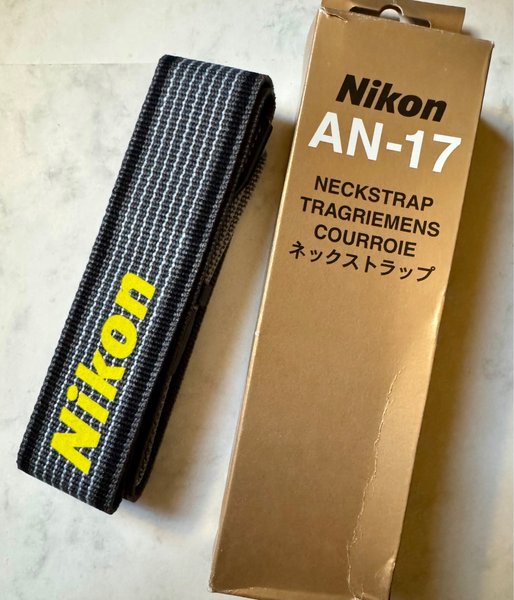 Nikon
Nikon
AN-17
NECKSTRAP
TRAGRIEMENS
COURROIE
ネックストラップ